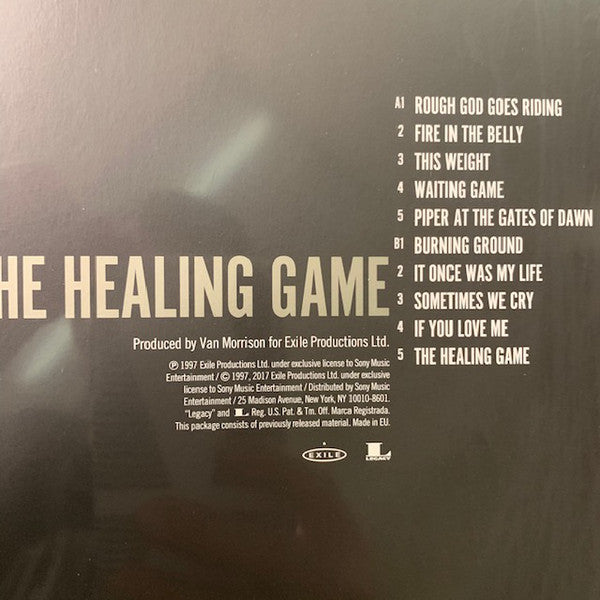 A1 ROUGH GOD GOES RIDING
2 FIRE IN THE BELLY
3 THIS WEIGHT
4 WAITING GAME
5 PIPER AT THE GATES OF DAWN
B1 BURNING GROUND
2 IT ONCE WAS MY LIFE
3 SOMETIMES WE CRY
4 IF YOU LOVE ME
5 THE HEALING GAME
HE HEALING GAME
Produced by Van Morrison for Exile Productions Ltd.
℗ 1997 Exile Productions Ltd. under exclusive license to Sony Music
Entertainment / © 1997, 2017 Exile Productions Ltd. under exclusive
license to Sony Music Entertainment / Distributed by Sony Music
Entertainment / 25 Madison Avenue, New York, NY 10010-8601.
"Legacy" and L Reg. U.S. Pat. & Tm. Off. Marca Registrada.
This package consists of previously released material. Made in EU.
EXILE
L
LEGACY